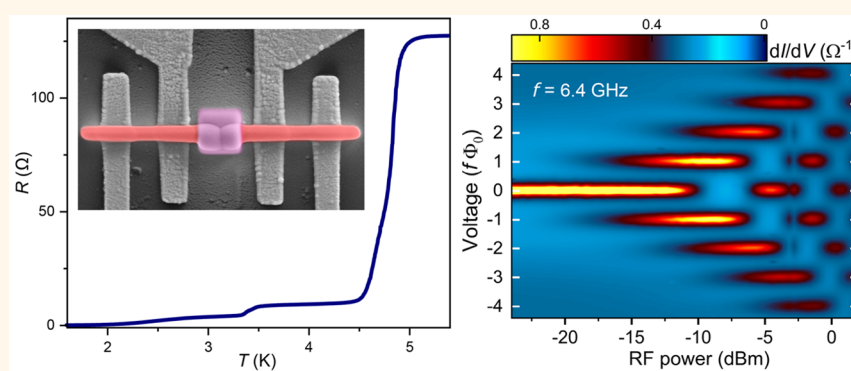 0.8 0.4 0
dI/dV (Ω⁻¹
100
50
0
R (Ω)
2 3 4 5
T (K)
f = 6.4 GHz
4
3
2
1
0
-1
-2
-3
-4
Voltage (f Φ₀)
-20 -15 -10 -5 0
RF power (dBm)